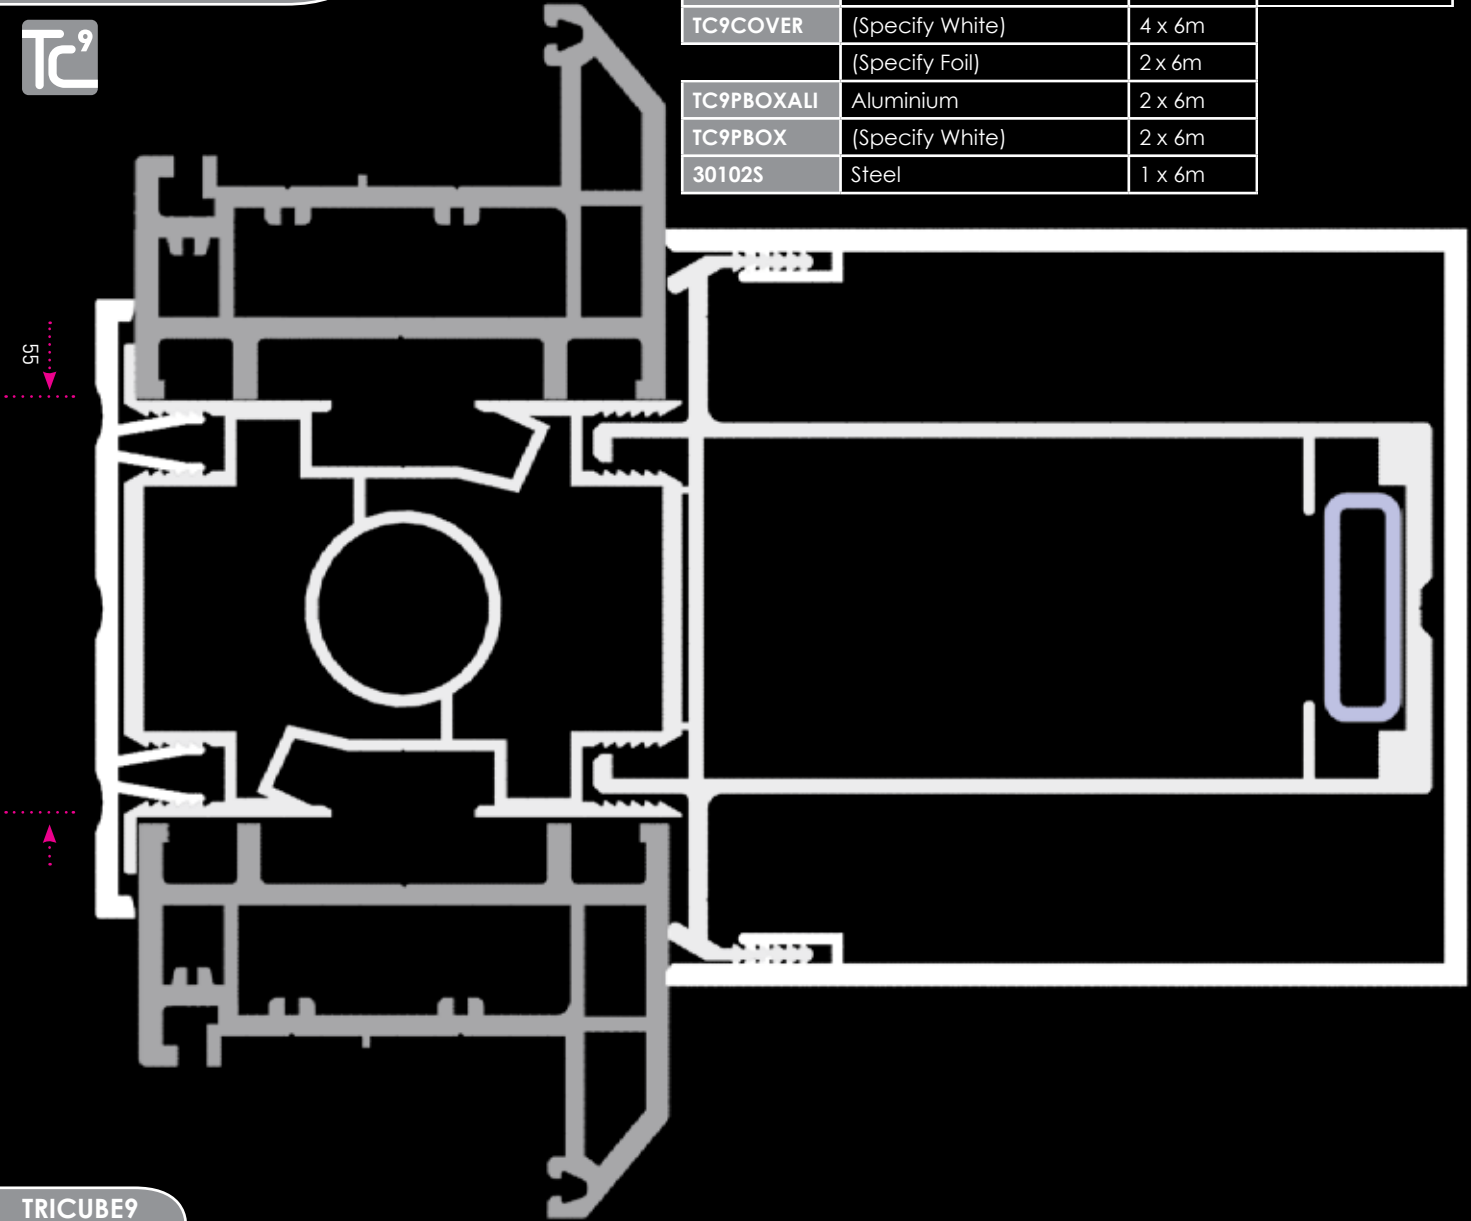 TC9
TC9COVER (Specify White) 4 x 6m
(Specify Foil) 2 x 6m
TC9PBOXALI Aluminium 2 x 6m
TC9PBOX (Specify White) 2 x 6m
30102S Steel 1 x 6m
55
TRICUBE9